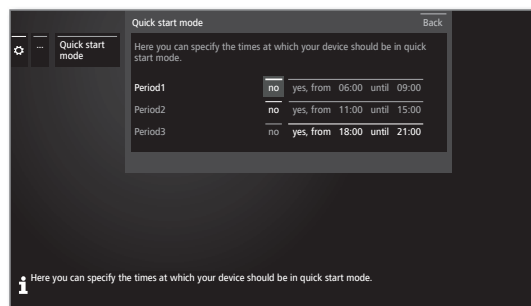 Quick start mode Back
... Quick start
mode
Here you can specify the times at which your device should be in quick
start mode.
Period1 no yes, from 06:00 until 09:00
Period2 no yes, from 11:00 until 15:00
Period3 no yes, from 18:00 until 21:00
Here you can specify the times at which your device should be in quick start mode.